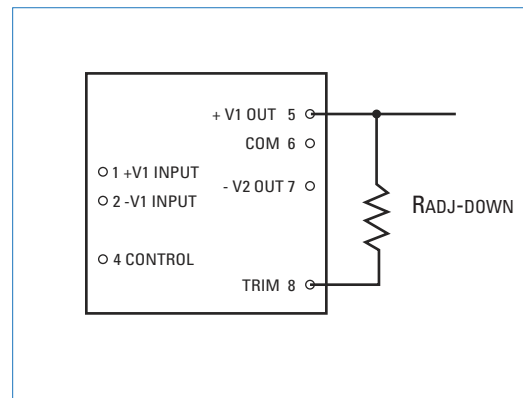 + V1 OUT 5
COM 6
1 +V1 INPUT
- V2 OUT 7
2 -V1 INPUT
RADJ-DOWN
4 CONTROL
TRIM 8